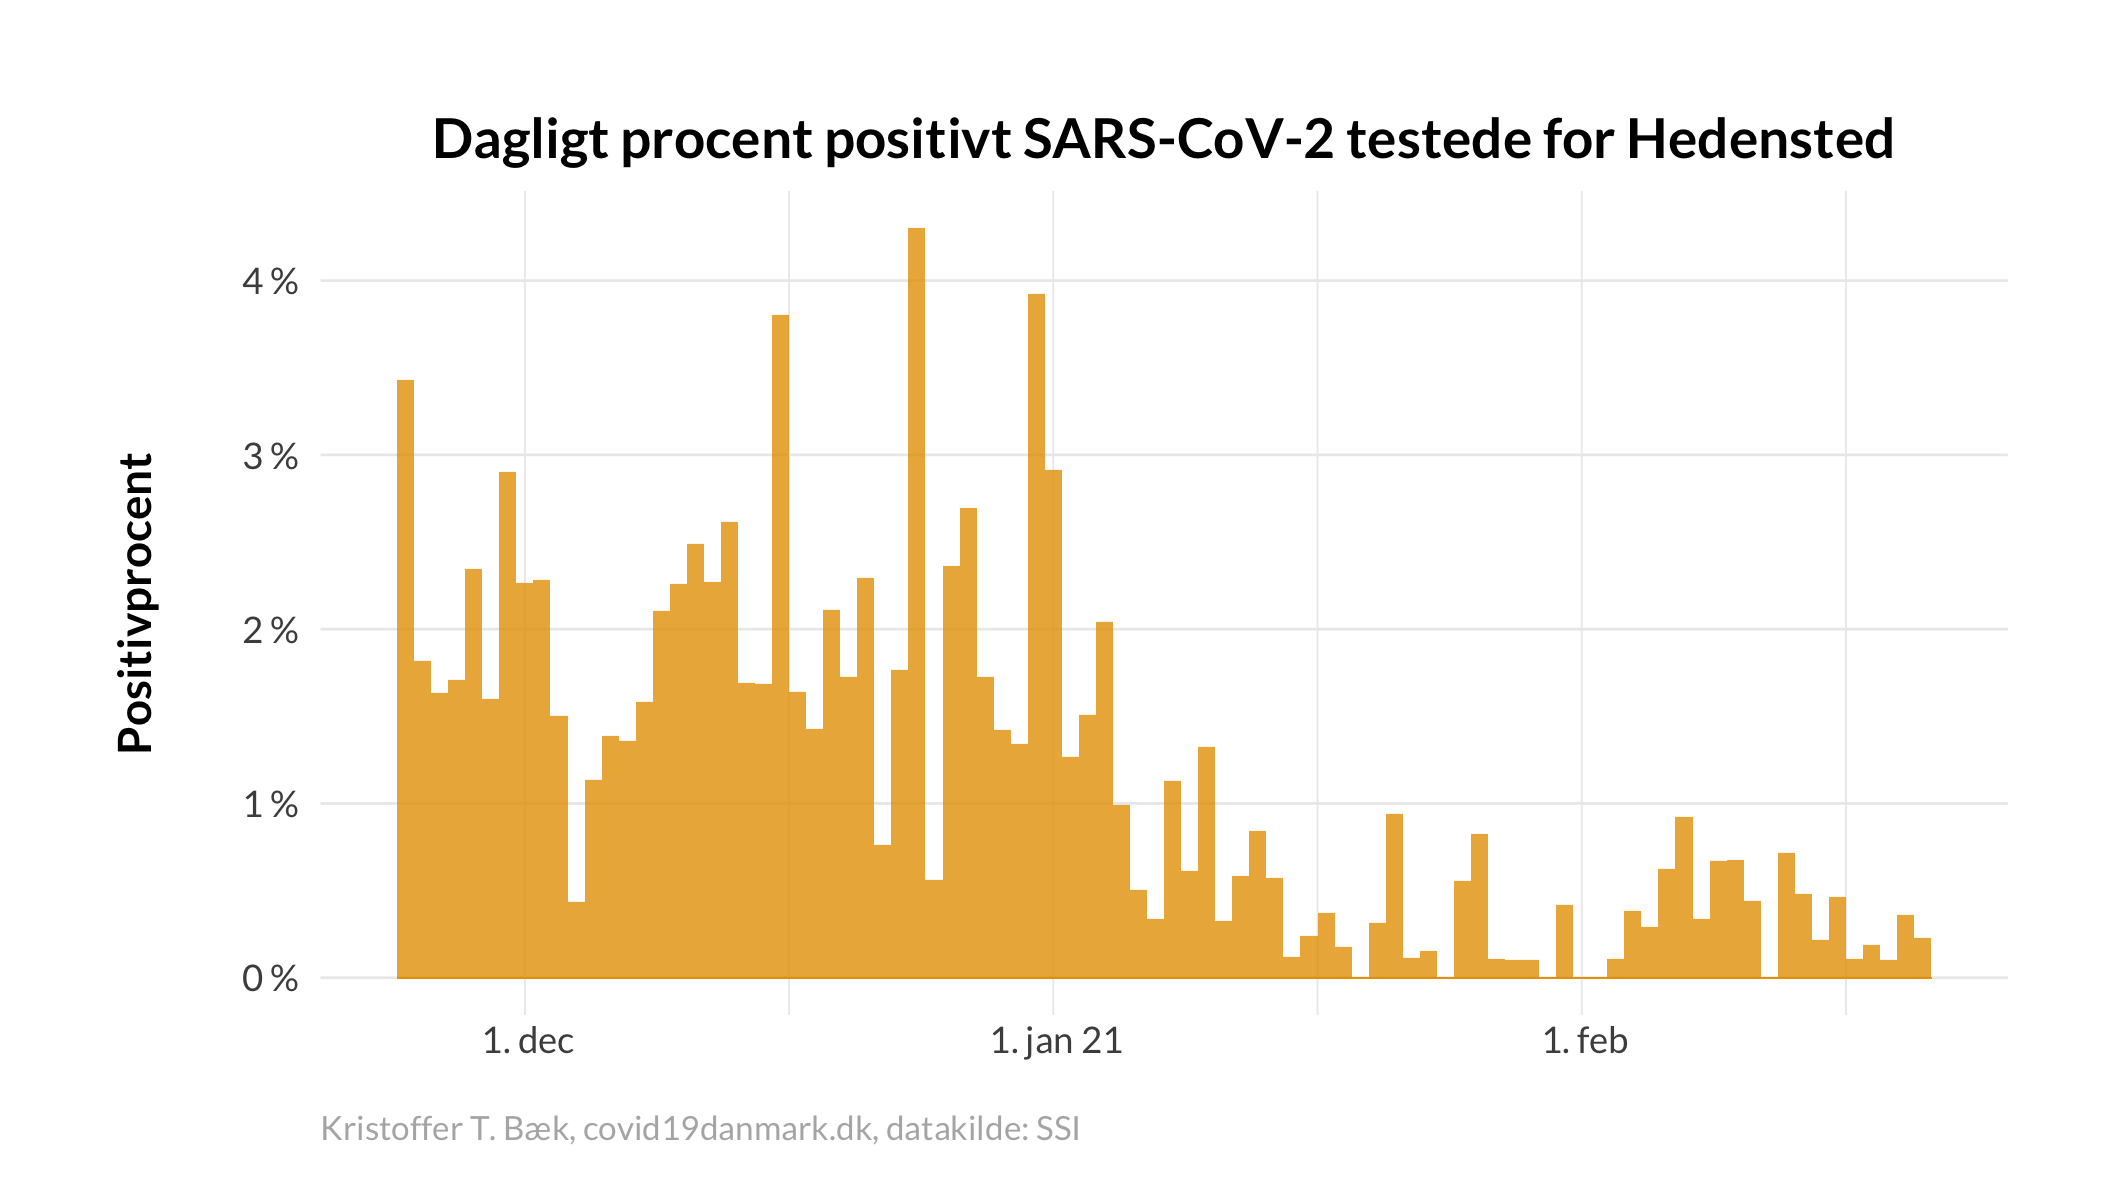 Dagligt procent positivt SARS-CoV-2 testede for Hedensted
Positivprocent
4 %
3 %
2 %
1 %
0 %
1. dec
1. jan 21
1. feb
Kristoffer T. Bæk, covid19danmark.dk, datakilde: SSI